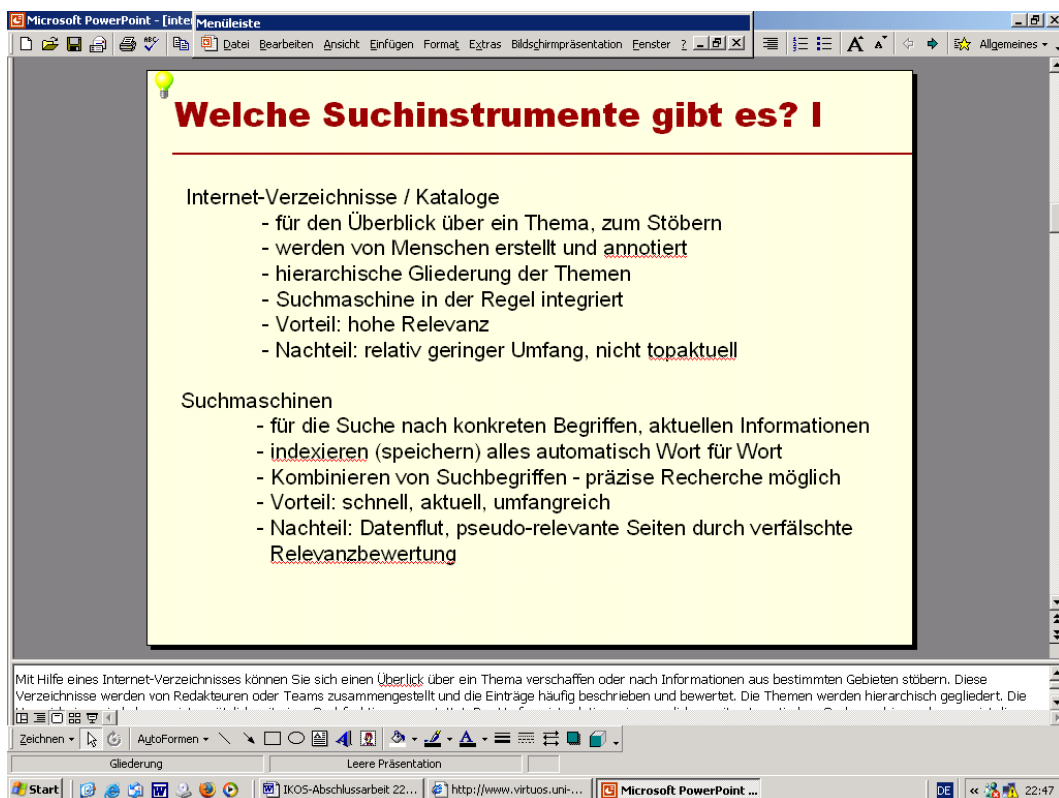 Microsoft PowerPoint - [inter
Menüleiste
Datei Bearbeiten Ansicht Einfügen Format Extras Bildschirmpräsentation Fenster ?
Allgemeines
Welche Suchinstrumente gibt es? I
Internet-Verzeichnisse / Kataloge
- für den Überblick über ein Thema, zum Stöbern
- werden von Menschen erstellt und annotiert
- hierarchische Gliederung der Themen
- Suchmaschine in der Regel integriert
- Vorteil: hohe Relevanz
- Nachteil: relativ geringer Umfang, nicht topaktuell
Suchmaschinen
- für die Suche nach konkreten Begriffen, aktuellen Informationen
- indexieren (speichern) alles automatisch Wort für Wort
- Kombinieren von Suchbegriffen - präzise Recherche möglich
- Vorteil: schnell, aktuell, umfangreich
- Nachteil: Datenflut, pseudo-relevante Seiten durch verfälschte
Relevanzbewertung
Mit Hilfe eines Internet-Verzeichnisses können Sie sich einen Überlick über ein Thema verschaffen oder nach Informationen aus bestimmten Gebieten stöbern. Diese
Verzeichnisse werden von Redakteuren oder Teams zusammengestellt und die Einträge häufig beschrieben und bewertet. Die Themen werden hierarchisch gegliedert. Die
Zeichnen AutoFormen
Gliederung Leere Präsentation
Start IKOS-Abschlussarbeit 22... http://www.virtuos.uni-... Microsoft PowerPoint ... DE 22:47